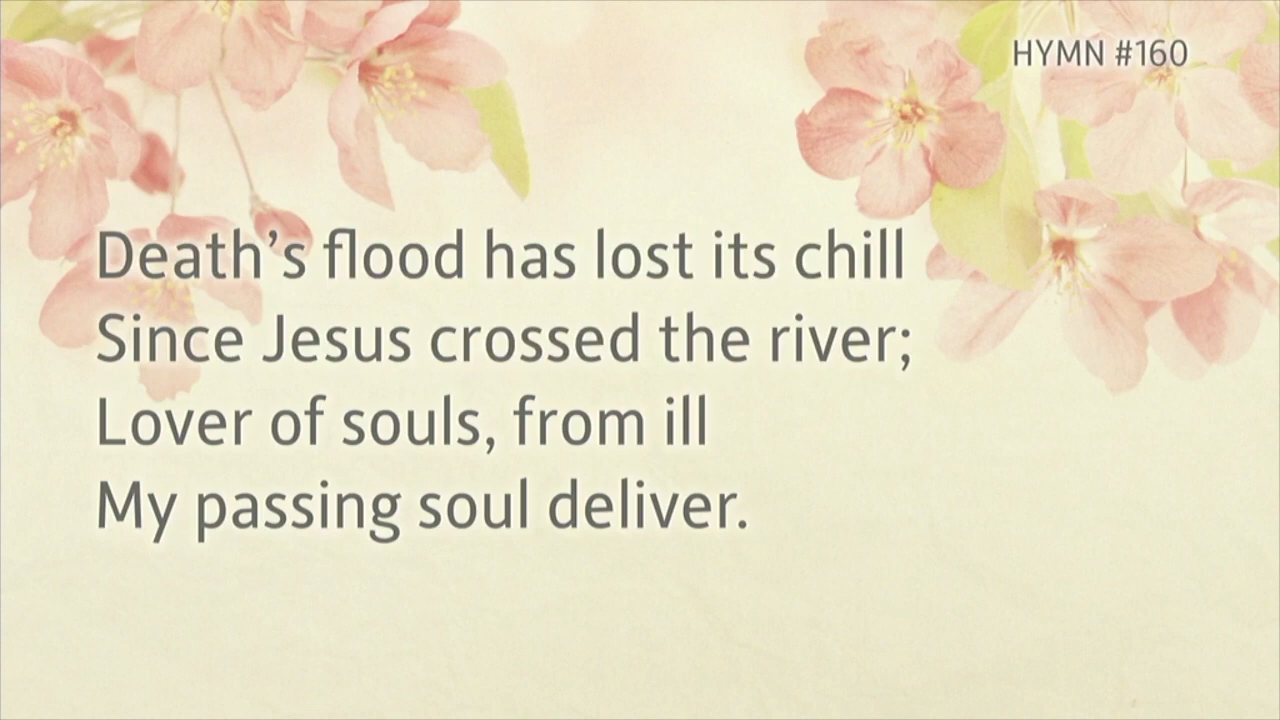 HYMN #160
Death’s flood has lost its chill
Since Jesus crossed the river;
Lover of souls, from ill
My passing soul deliver.